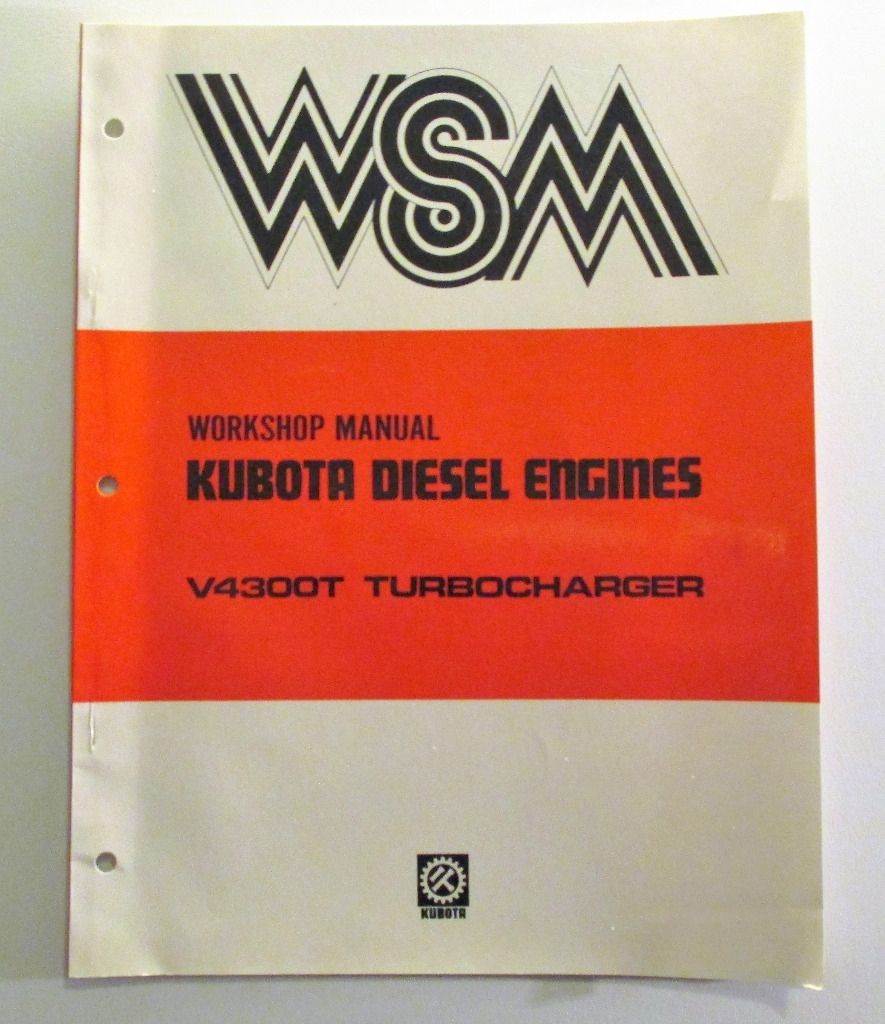 WSM
WORKSHOP MANUAL
KUBOTA DIESEL ENGINES
V4300T TURBOCHARGER
KUBOTA